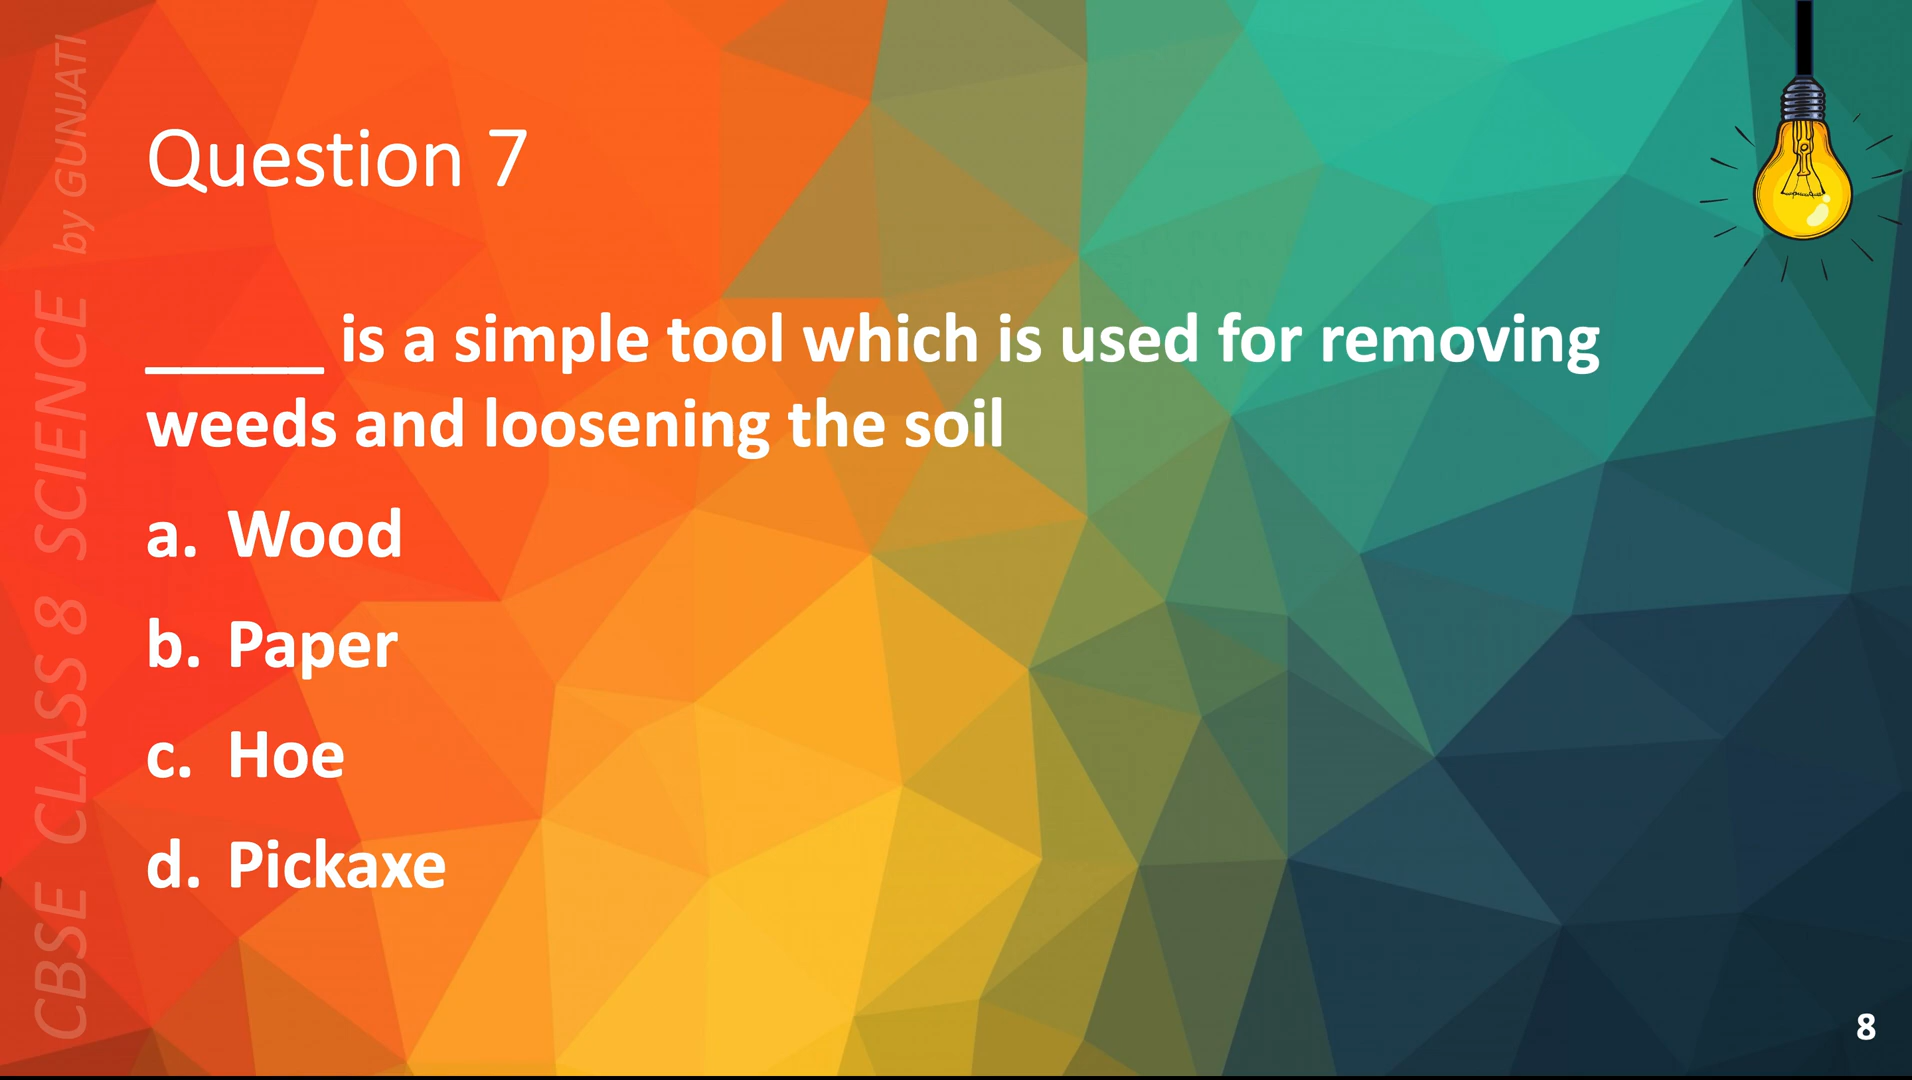 Question 7
_____ is a simple tool which is used for removing
weeds and loosening the soil
a. Wood
b. Paper
c. Hoe
d. Pickaxe
CBSE CLASS 8 SCIENCE by GUNJATI
8